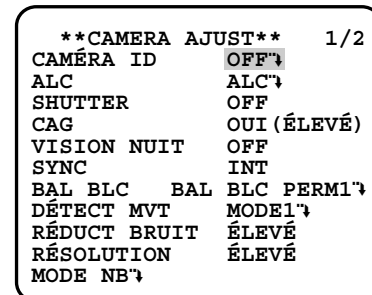 **CAMERA AJUST** 1/2
CAMÉRA ID OFF↴
ALC ALC↴
SHUTTER OFF
CAG OUI(ÉLEVÉ)
VISION NUIT OFF
SYNC INT
BAL BLC BAL BLC PERM1↴
DÉTECT MVT MODE1↴
RÉDUCT BRUIT ÉLEVÉ
RÉSOLUTION ÉLEVÉ
MODE NB↴